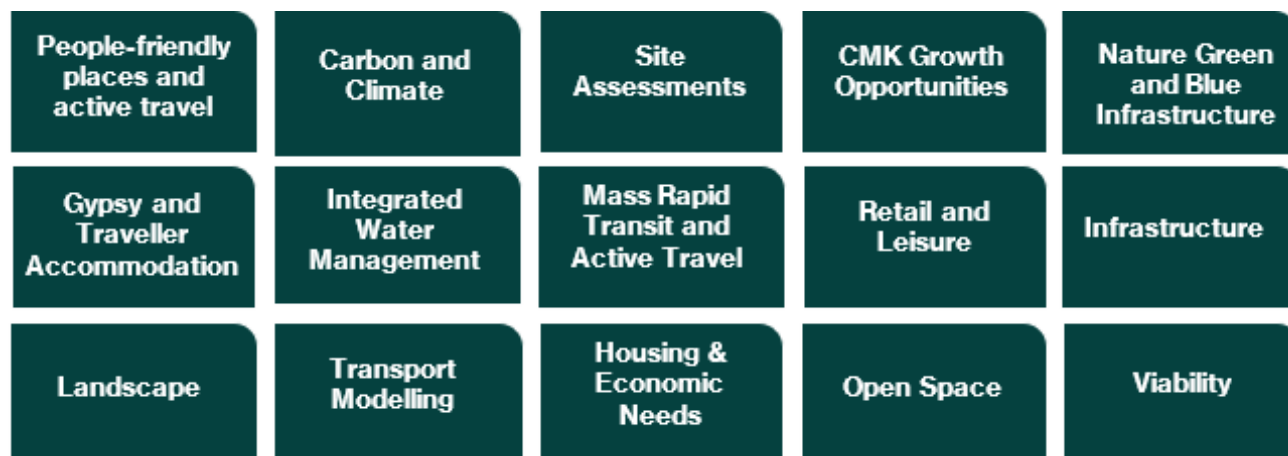 People-friendly
places and
active travel
Carbon and
Climate
Site
Assessments
CMK Growth
Opportunities
Nature Green
and Blue
Infrastructure
Gypsy and
Traveller
Accommodation
Integrated
Water
Management
Mass Rapid
Transit and
Active Travel
Retail and
Leisure
Infrastructure
Landscape
Transport
Modelling
Housing &
Economic
Needs
Open Space
Viability